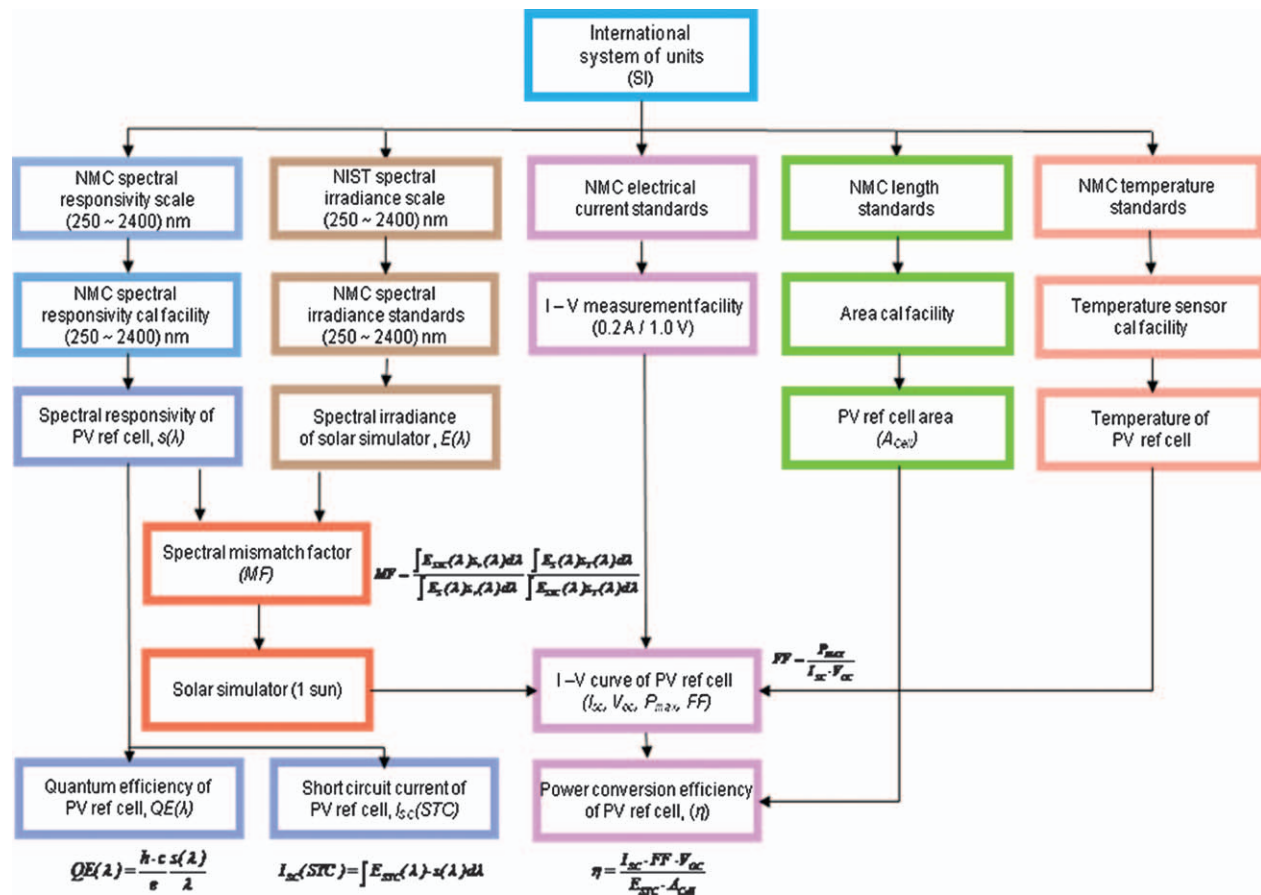 International
system of units
(SI)
NMC spectral
responsivity scale
(250 ~ 2400) nm
NIST spectral
irradiance scale
(250 ~ 2400) nm
NMC electrical
current standards
NMC length
standards
NMC temperature
standards
NMC spectral
responsivity cal facility
(250 ~ 2400) nm
NMC spectral
irradiance standards
(250 ~ 2400) nm
I – V measurement facility
(0.2 A / 1.0 V)
Area cal facility
Temperature sensor
cal facility
Spectral responsivity of
PV ref cell, s(λ)
Spectral irradiance
of solar simulator , E(λ)
PV ref cell area
(A_Cell)
Temperature of
PV ref cell
Spectral mismatch factor
(MF)
MF = ∫E_STC(λ)s_r(λ)dλ / ∫E_S(λ)s_r(λ)dλ ∫E_S(λ)s_T(λ)dλ / ∫E_STC(λ)s_T(λ)dλ
Solar simulator (1 sun)
I –V curve of PV ref cell
(I_sc, V_oc, P_max, FF)
FF = P_max / I_SC · V_OC
Quantum efficiency of
PV ref cell, QE(λ)
Short circuit current of
PV ref cell, I_SC(STC)
Power conversion efficiency
of PV ref cell, (η)
QE(λ) = h·c / e s(λ) / λ
I_SC(STC) = ∫E_STC(λ)·s(λ)dλ
η = I_SC · FF · V_OC / E_STC · A_Cell